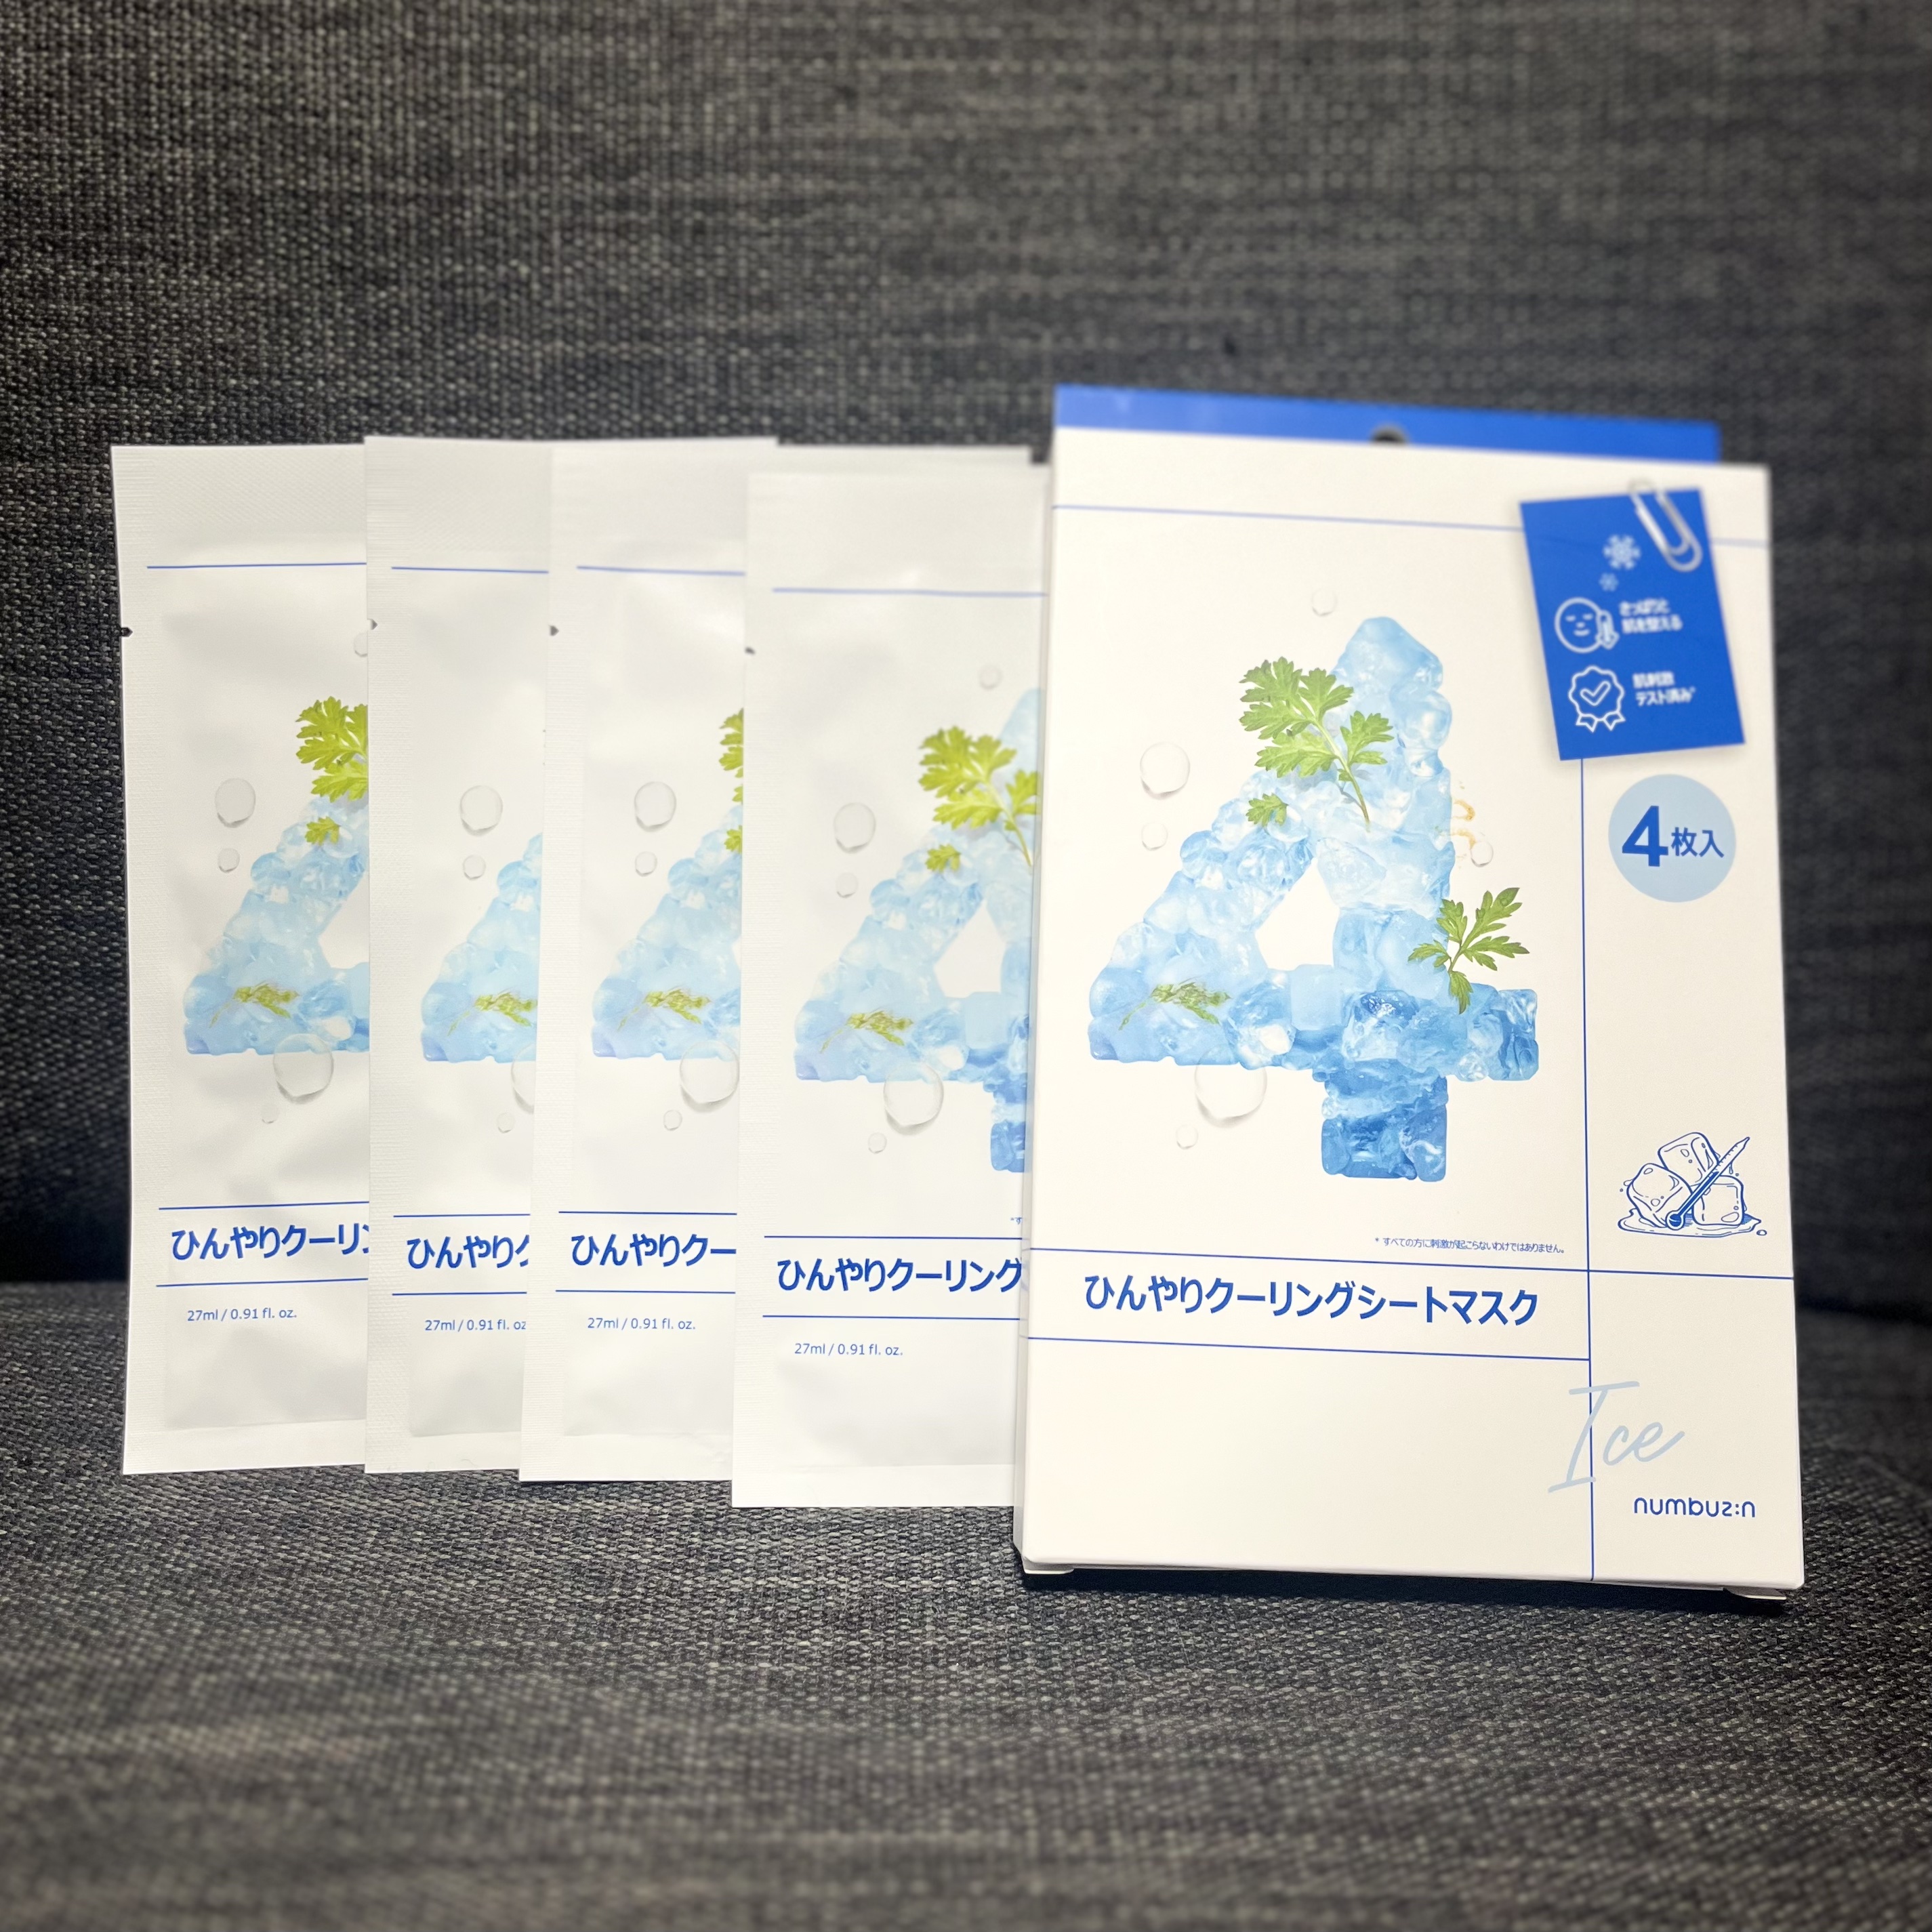 ひんやりクーリン
27ml / 0.91 fl. oz.
ひんやりク
27ml / 0.91 fl. oz
ひんやりクー
27ml / 0.91 fl. oz.
*す
ひんやりクーリング
27ml / 0.91 fl. oz.
さっぱりと
肌を整える
肌刺激
テスト済み*
4枚入
4
* すべての方に刺激が起こらないわけではありません。
ひんやりクーリングシートマスク
Ice
numbuz:n